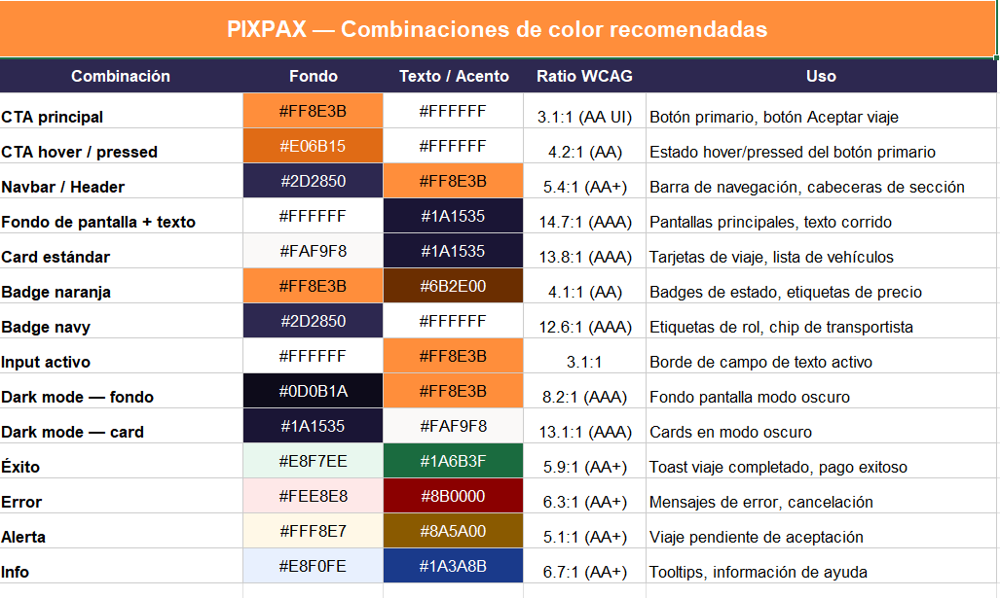 PIXPAX — Combinaciones de color recomendadas
Combinación Fondo Texto / Acento Ratio WCAG Uso
CTA principal #FF8E3B #FFFFFF 3.1:1 (AA UI) Botón primario, botón Aceptar viaje
CTA hover / pressed #E06B15 #FFFFFF 4.2:1 (AA) Estado hover/pressed del botón primario
Navbar / Header #2D2850 #FF8E3B 5.4:1 (AA+) Barra de navegación, cabeceras de sección
Fondo de pantalla + texto #FFFFFF #1A1535 14.7:1 (AAA) Pantallas principales, texto corrido
Card estándar #FAF9F8 #1A1535 13.8:1 (AAA) Tarjetas de viaje, lista de vehículos
Badge naranja #FF8E3B #6B2E00 4.1:1 (AA) Badges de estado, etiquetas de precio
Badge navy #2D2850 #FFFFFF 12.6:1 (AAA) Etiquetas de rol, chip de transportista
Input activo #FFFFFF #FF8E3B 3.1:1 Borde de campo de texto activo
Dark mode — fondo #0D0B1A #FF8E3B 8.2:1 (AAA) Fondo pantalla modo oscuro
Dark mode — card #1A1535 #FAF9F8 13.1:1 (AAA) Cards en modo oscuro
Éxito #E8F7EE #1A6B3F 5.9:1 (AA+) Toast viaje completado, pago exitoso
Error #FEE8E8 #8B0000 6.3:1 (AA+) Mensajes de error, cancelación
Alerta #FFF8E7 #8A5A00 5.1:1 (AA+) Viaje pendiente de aceptación
Info #E8F0FE #1A3A8B 6.7:1 (AA+) Tooltips, información de ayuda